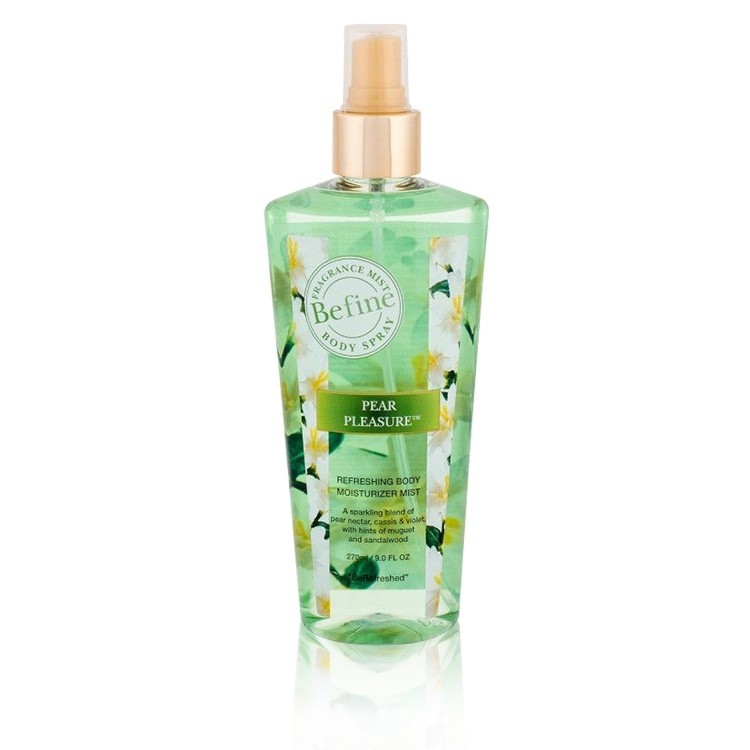 FRAGRANCE MIST
Befine
BODY SPRAY
PEAR
PLEASURE™
REFRESHING BODY
MOISTURIZER MIST
A sparkling blend of
pear nectar, cassis & violet,
with hints of muguet
and sandalwood
270ml / 9.0 FL OZ
"BeRefreshed"